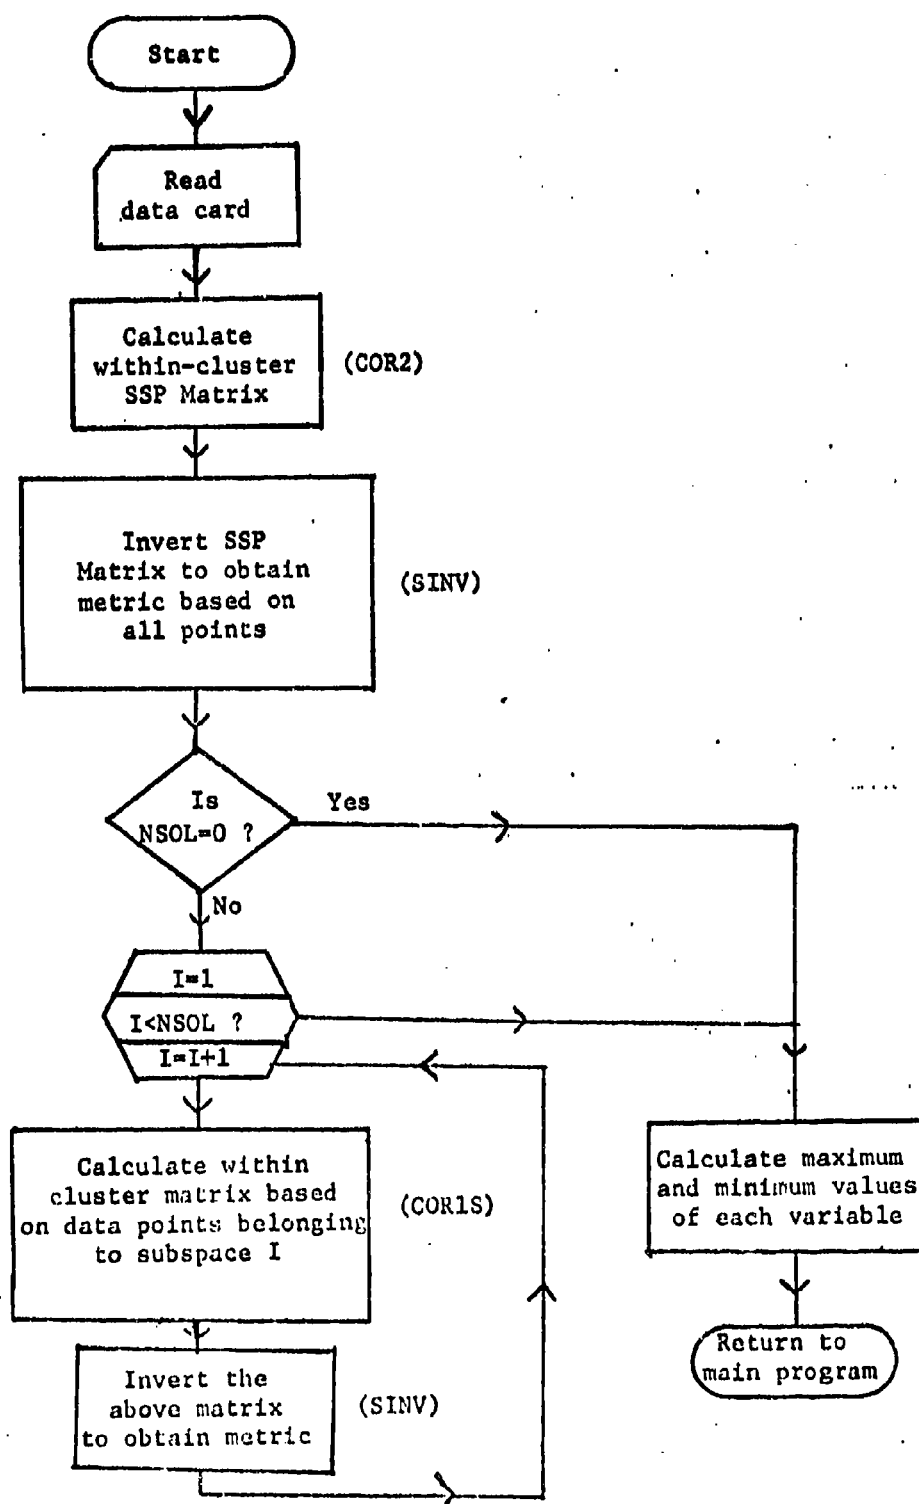 Start
Read
data card
Calculate
within-cluster
SSP Matrix
(COR2)
Invert SSP
Matrix to obtain
metric based on
all points
(SINV)
Is
NSOL=0 ?
Yes
No
I=1
I<NSOL ?
I=I+1
Calculate within
cluster matrix based
on data points belonging
to subspace I
(COR1S)
Invert the
above matrix
to obtain metric
(SINV)
Calculate maximum
and minimum values
of each variable
Return to
main program